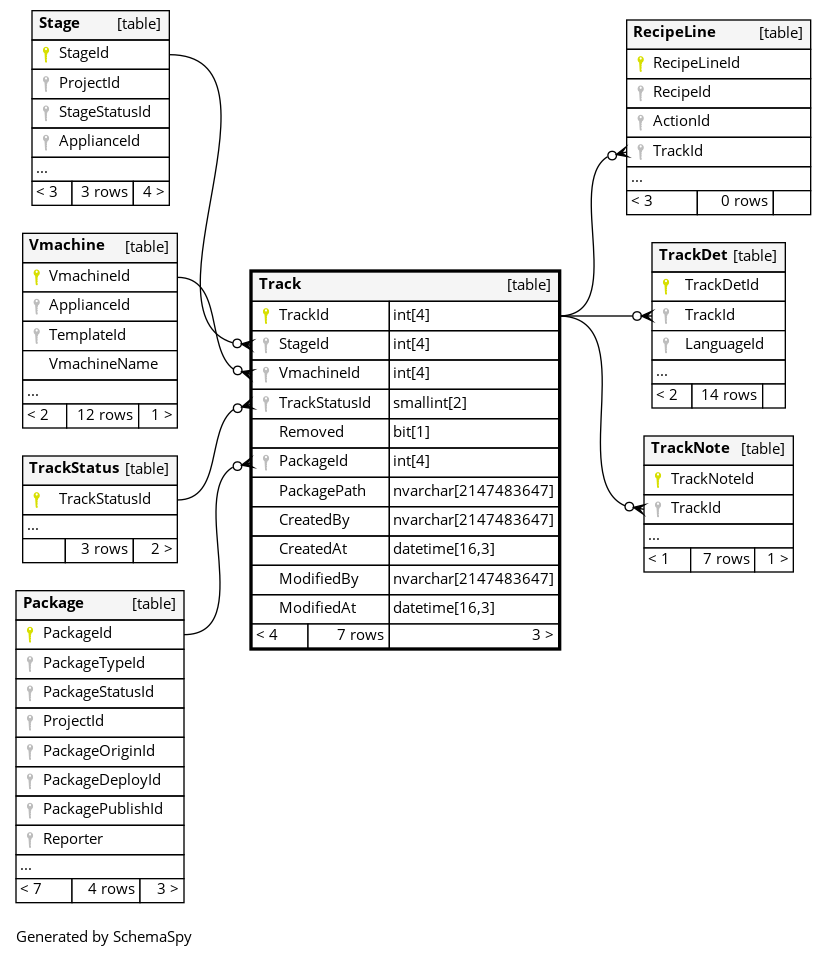 Stage [table]
StageId
ProjectId
StageStatusId
ApplianceId
...
< 3 3 rows 4 >
Vmachine [table]
VmachineId
ApplianceId
TemplateId
VmachineName
...
< 2 12 rows 1 >
TrackStatus [table]
TrackStatusId
...
3 rows 2 >
Package [table]
PackageId
PackageTypeId
PackageStatusId
ProjectId
PackageOriginId
PackageDeployId
PackagePublishId
Reporter
...
< 7 4 rows 3 >
Track [table]
TrackId int[4]
StageId int[4]
VmachineId int[4]
TrackStatusId smallint[2]
Removed bit[1]
PackageId int[4]
PackagePath nvarchar[2147483647]
CreatedBy nvarchar[2147483647]
CreatedAt datetime[16,3]
ModifiedBy nvarchar[2147483647]
ModifiedAt datetime[16,3]
< 4 7 rows 3 >
RecipeLine [table]
RecipeLineId
RecipeId
ActionId
TrackId
...
< 3 0 rows
TrackDet [table]
TrackDetId
TrackId
LanguageId
...
< 2 14 rows
TrackNote [table]
TrackNoteId
TrackId
...
< 1 7 rows 1 >
Generated by SchemaSpy